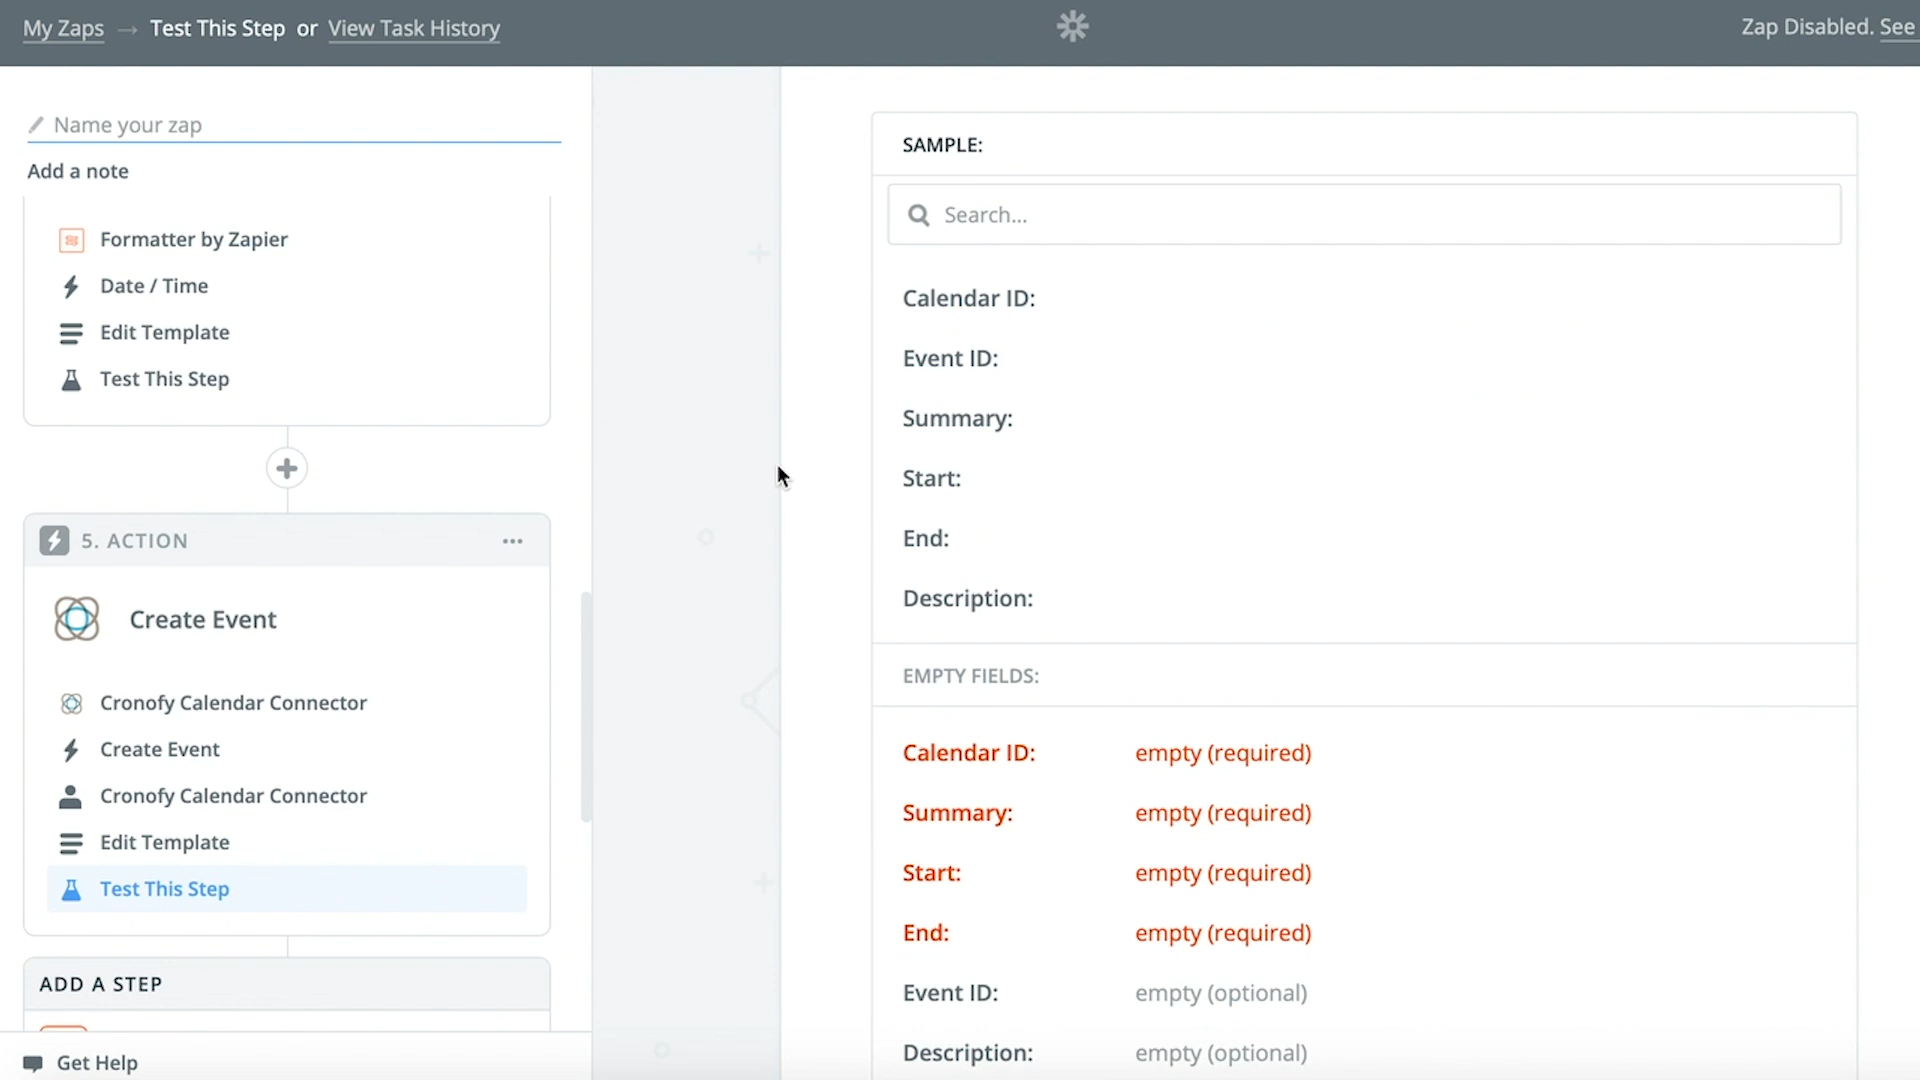 My Zaps → Test This Step or View Task History
Zap Disabled. See
Name your zap
Add a note
Formatter by Zapier
Date / Time
Edit Template
Test This Step
5. ACTION
Create Event
Cronofy Calendar Connector
Create Event
Cronofy Calendar Connector
Edit Template
Test This Step
ADD A STEP
Get Help
SAMPLE:
Search...
Calendar ID:
Event ID:
Summary:
Start:
End:
Description:
EMPTY FIELDS:
Calendar ID: empty (required)
Summary: empty (required)
Start: empty (required)
End: empty (required)
Event ID: empty (optional)
Description: empty (optional)